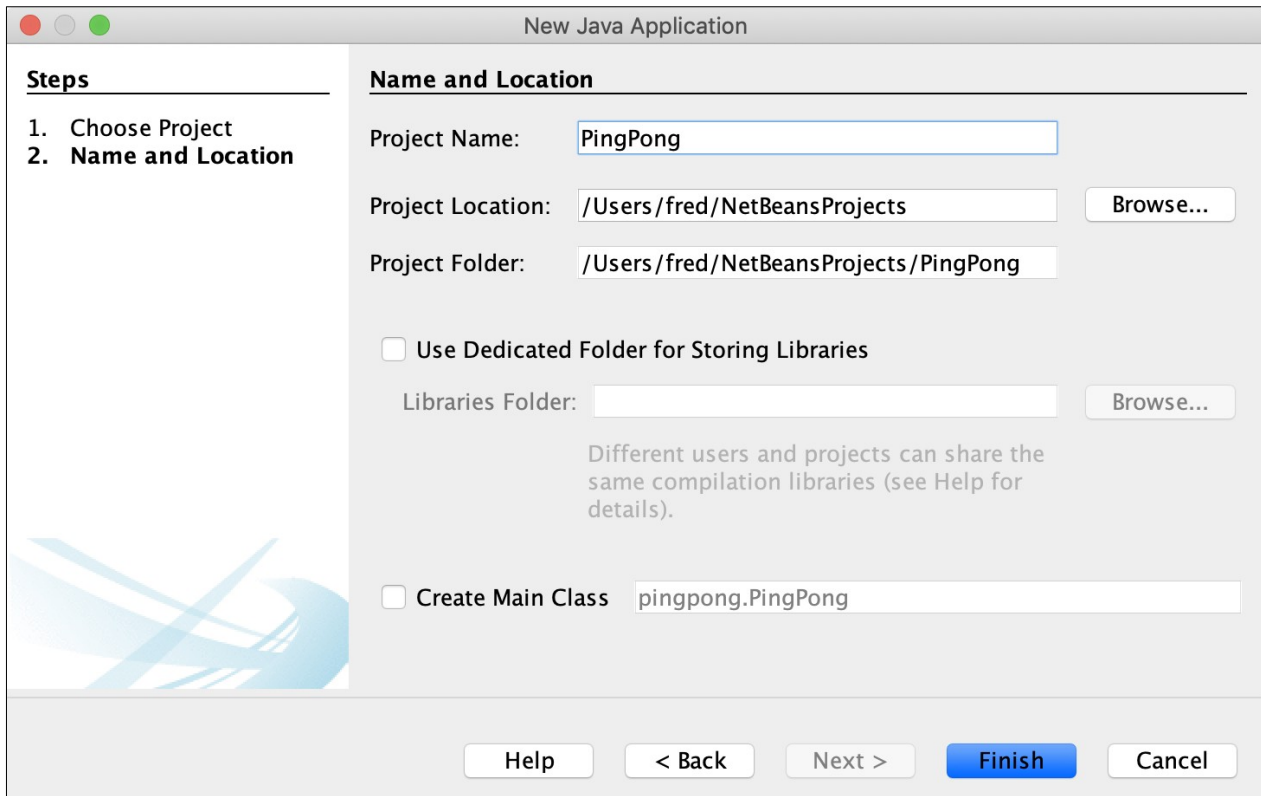 New Java Application
Steps
1. Choose Project
2. Name and Location
Name and Location
Project Name: PingPong
Project Location: /Users/fred/NetBeansProjects Browse...
Project Folder: /Users/fred/NetBeansProjects/PingPong
Use Dedicated Folder for Storing Libraries
Libraries Folder: Browse...
Different users and projects can share the
same compilation libraries (see Help for
details).
Create Main Class pingpong.PingPong
Help < Back Next > Finish Cancel